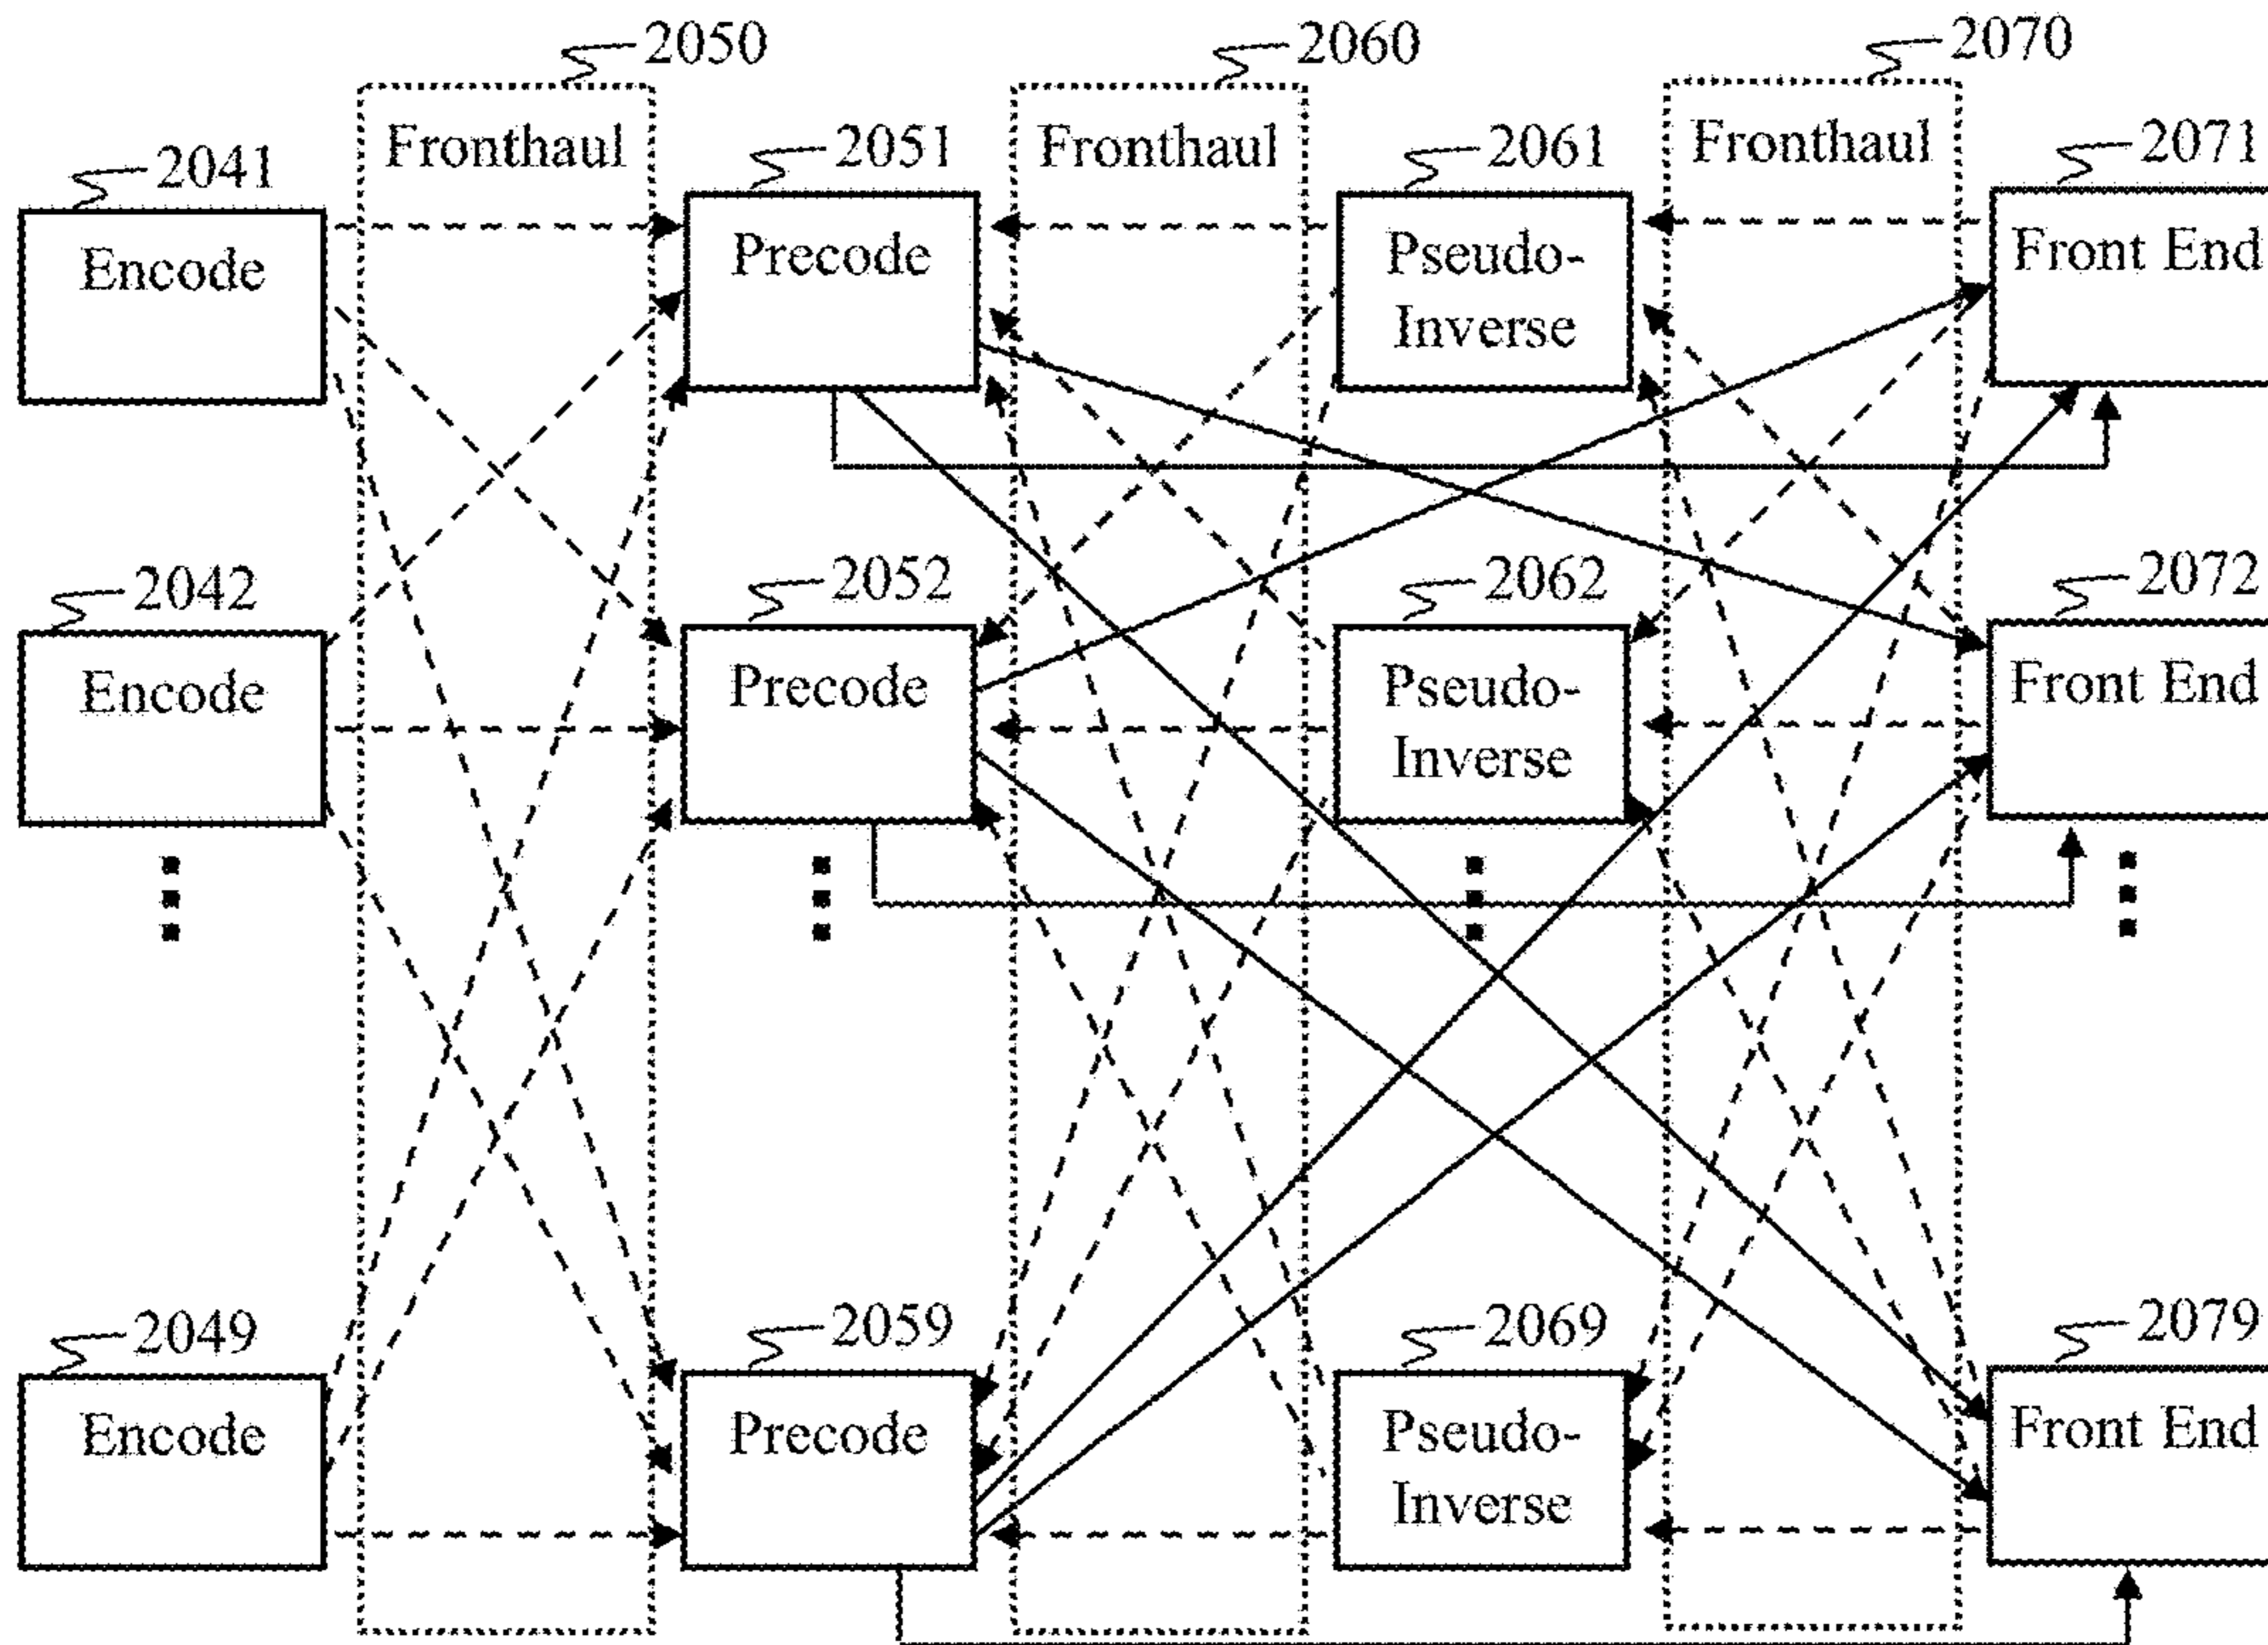 2050
2060
2070
Fronthaul
2051
Fronthaul
2061
Fronthaul
2071
2041
Encode
Precode
Pseudo-
Inverse
Front End
2042
2052
2062
2072
Encode
Precode
Pseudo-
Inverse
Front End
2049
2059
2069
2079
Encode
Precode
Pseudo-
Inverse
Front End